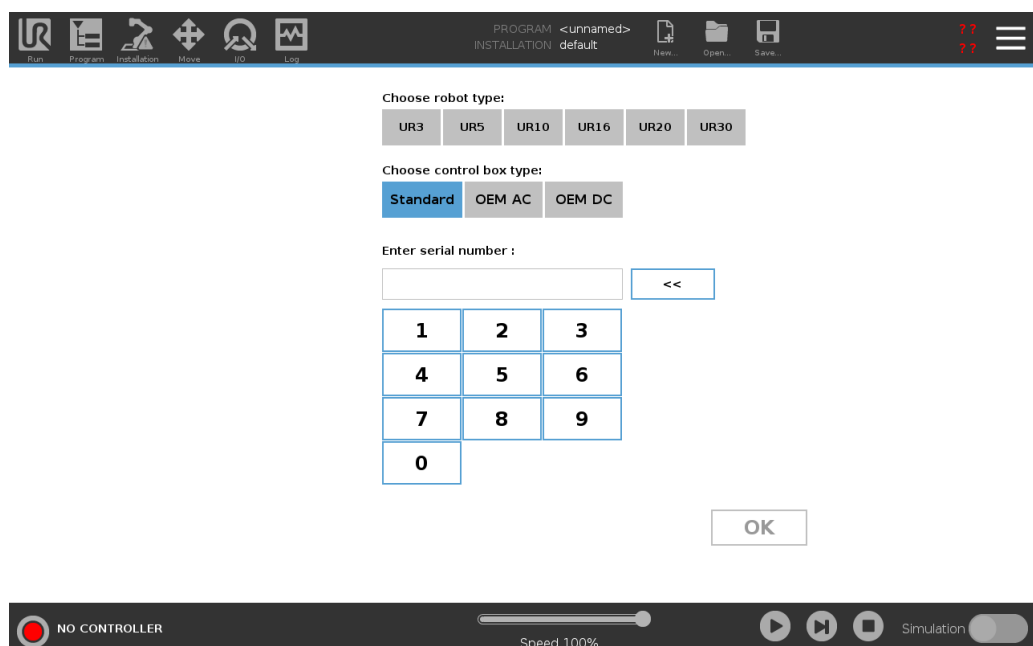 PROGRAM <unnamed>
INSTALLATION default
? ?
? ?
Run Program Installation Move I/O Log New... Open... Save...
Choose robot type:
UR3 UR5 UR10 UR16 UR20 UR30
Choose control box type:
Standard OEM AC OEM DC
Enter serial number :
<<
1 2 3
4 5 6
7 8 9
0
OK
NO CONTROLLER
Simulation
Speed 100%